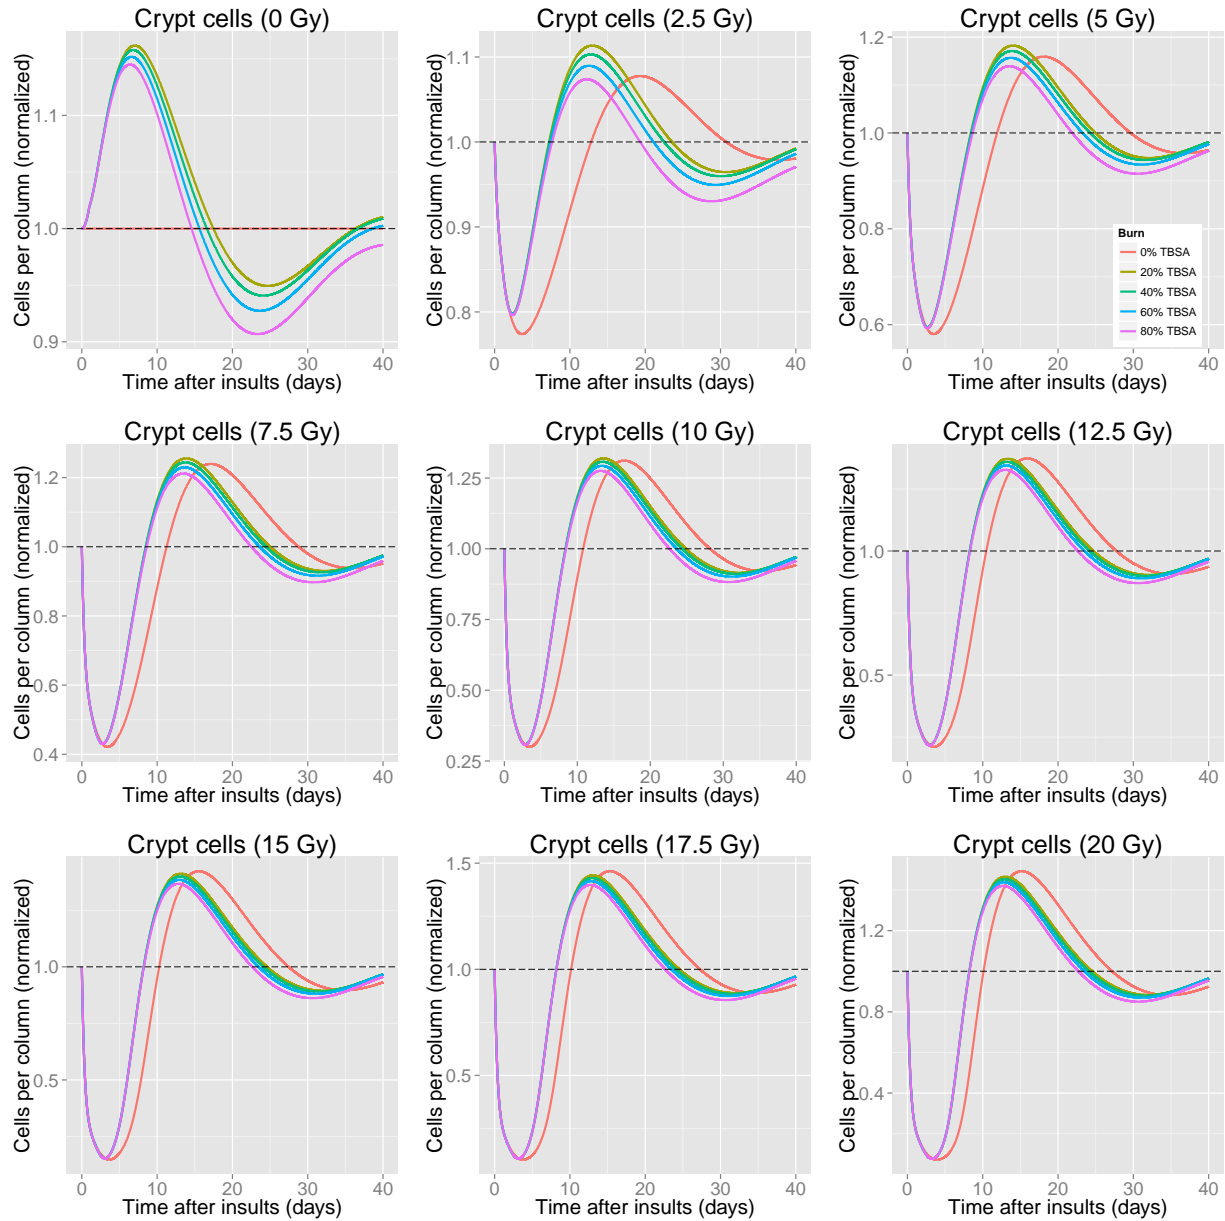 Crypt cells (0 Gy)
Cells per column (normalized)
1.1
1.0
0.9
0 10 20 30 40
Time after insults (days)
Crypt cells (2.5 Gy)
Cells per column (normalized)
1.1
1.0
0.9
0.8
0 10 20 30 40
Time after insults (days)
Crypt cells (5 Gy)
Cells per column (normalized)
1.2
1.0
0.8
0.6
0 10 20 30 40
Time after insults (days)
Burn
0% TBSA
20% TBSA
40% TBSA
60% TBSA
80% TBSA
Crypt cells (7.5 Gy)
Cells per column (normalized)
1.2
1.0
0.8
0.6
0.4
0 10 20 30 40
Time after insults (days)
Crypt cells (10 Gy)
Cells per column (normalized)
1.25
1.00
0.75
0.50
0.25
0 10 20 30 40
Time after insults (days)
Crypt cells (12.5 Gy)
Cells per column (normalized)
1.0
0.5
0 10 20 30 40
Time after insults (days)
Crypt cells (15 Gy)
Cells per column (normalized)
1.0
0.5
0 10 20 30 40
Time after insults (days)
Crypt cells (17.5 Gy)
Cells per column (normalized)
1.5
1.0
0.5
0 10 20 30 40
Time after insults (days)
Crypt cells (20 Gy)
Cells per column (normalized)
1.2
0.8
0.4
0 10 20 30 40
Time after insults (days)